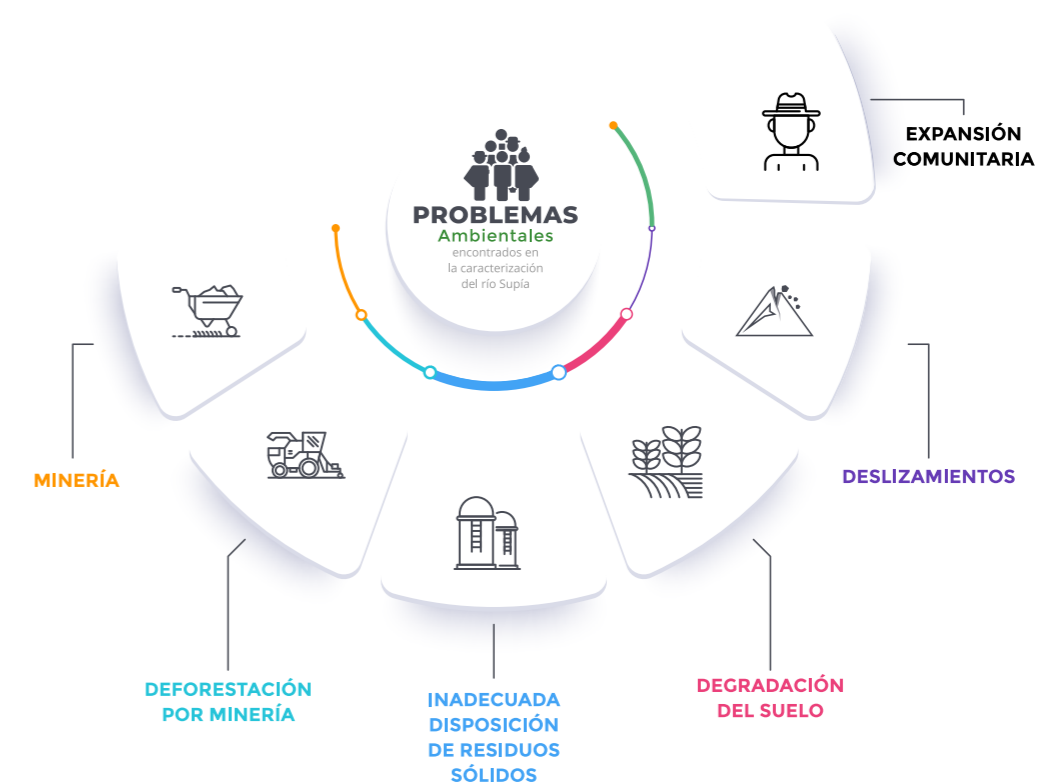 PROBLEMAS
Ambientales
encontrados en
la caracterización
del río Supía
EXPANSIÓN
COMUNITARIA
MINERÍA
DESLIZAMIENTOS
DEFORESTACIÓN
POR MINERÍA
INADECUADA
DISPOSICIÓN
DE RESIDUOS
SÓLIDOS
DEGRADACIÓN
DEL SUELO